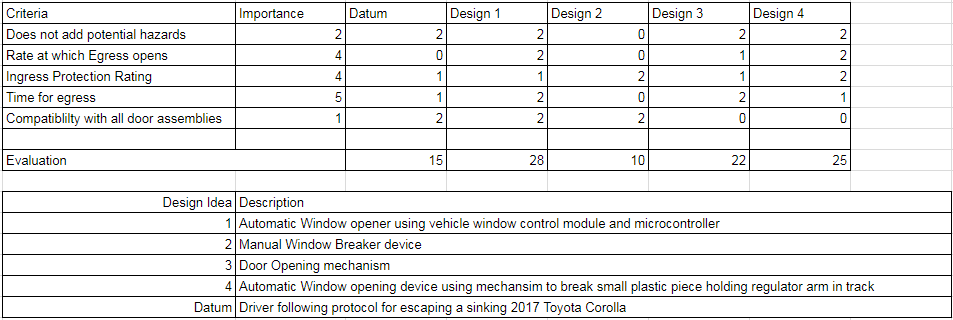 Criteria Importance Datum Design 1 Design 2 Design 3 Design 4
Does not add potential hazards 2 2 2 0 2 2
Rate at which Egress opens 4 0 2 0 1 2
Ingress Protection Rating 4 1 1 2 1 2
Time for egress 5 1 2 0 2 1
Compatiblilty with all door assemblies 1 2 2 2 0 0
Evaluation 15 28 10 22 25
Design Idea Description
1 Automatic Window opener using vehicle window control module and microcontroller
2 Manual Window Breaker device
3 Door Opening mechanism
4 Automatic Window opening device using mechansim to break small plastic piece holding regulator arm in track
Datum Driver following protocol for escaping a sinking 2017 Toyota Corolla